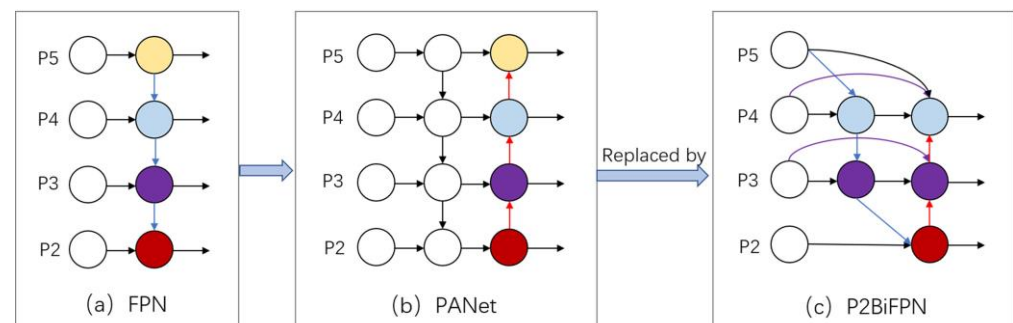 P5
P4
P3
P2
(a) FPN
P5
P4
P3
P2
(b) PANet
Replaced by
P5
P4
P3
P2
(c) P2BiFPN